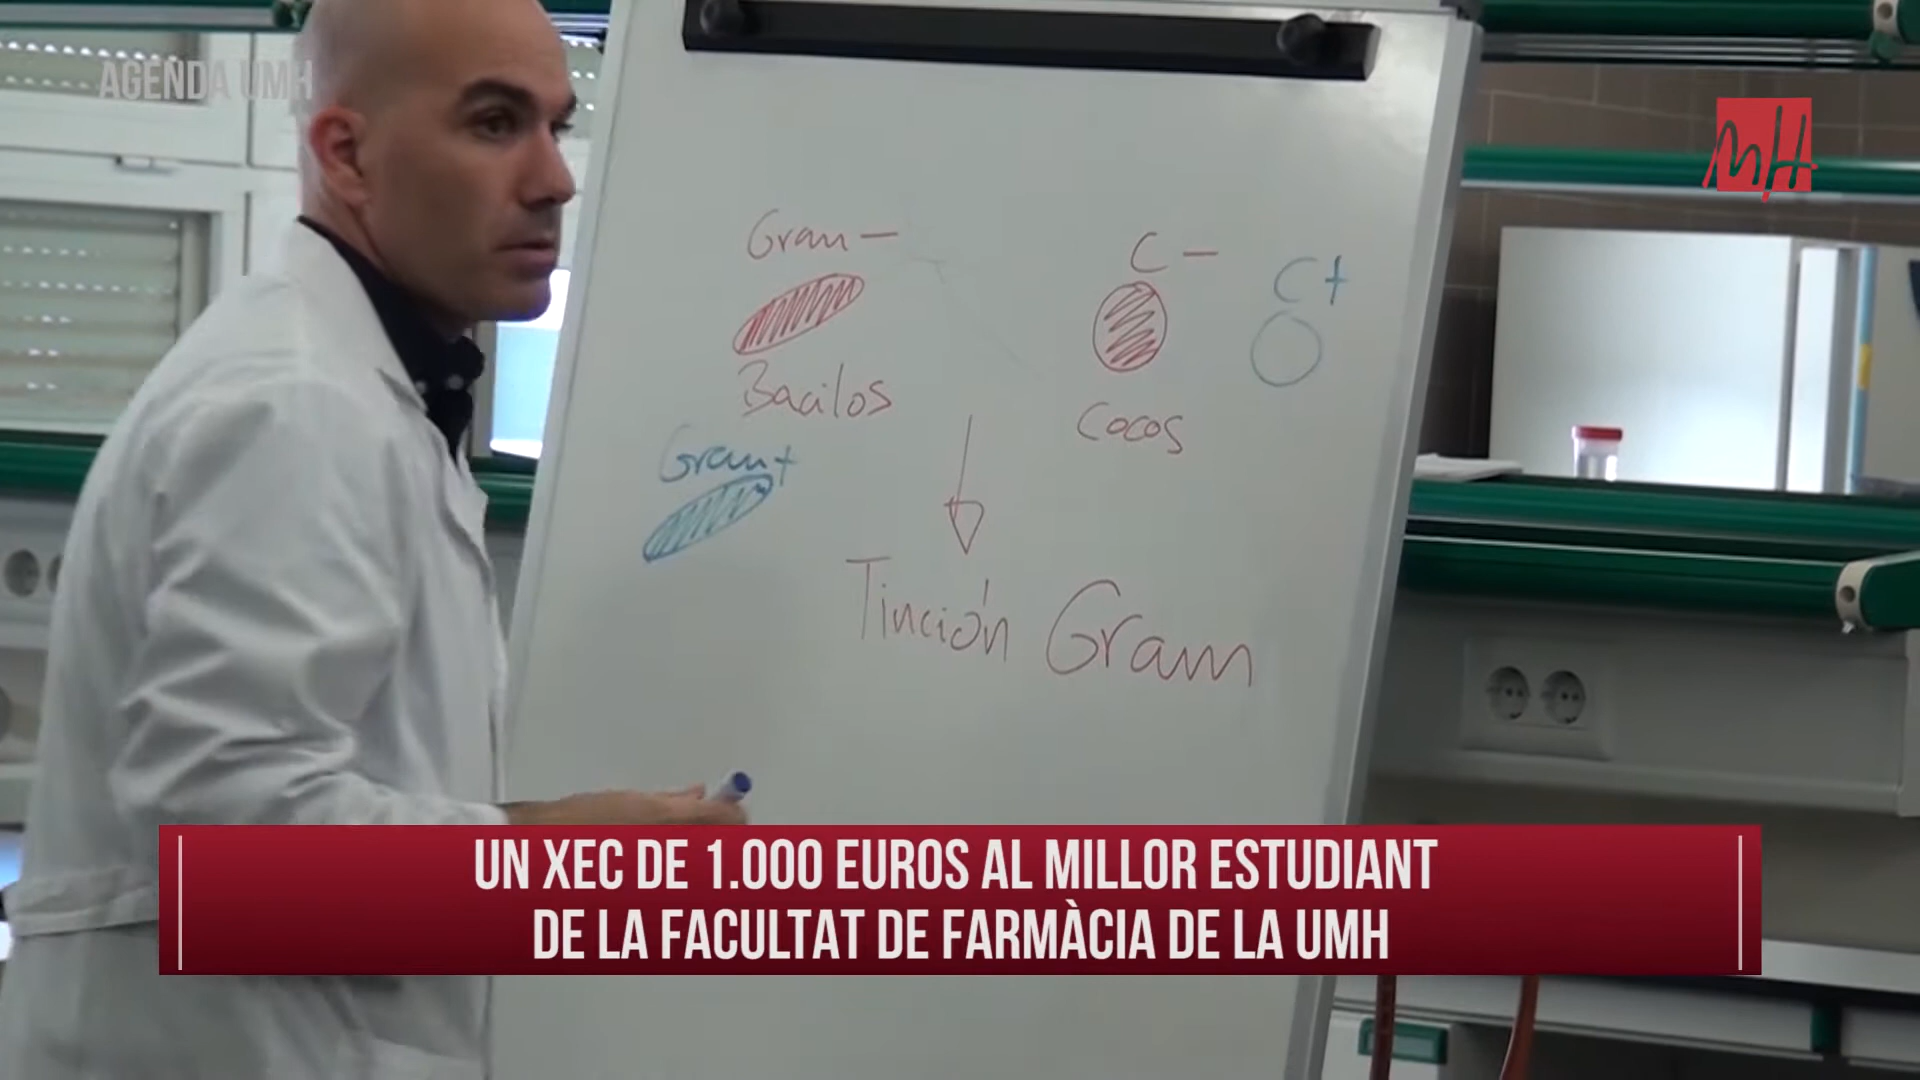 AGENDA UMH
Gram −
C −
C +
Bacilos
Cocos
Gram +
Tinción Gram
UN XEC DE 1.000 EUROS AL MILLOR ESTUDIANT
DE LA FACULTAT DE FARMÀCIA DE LA UMH